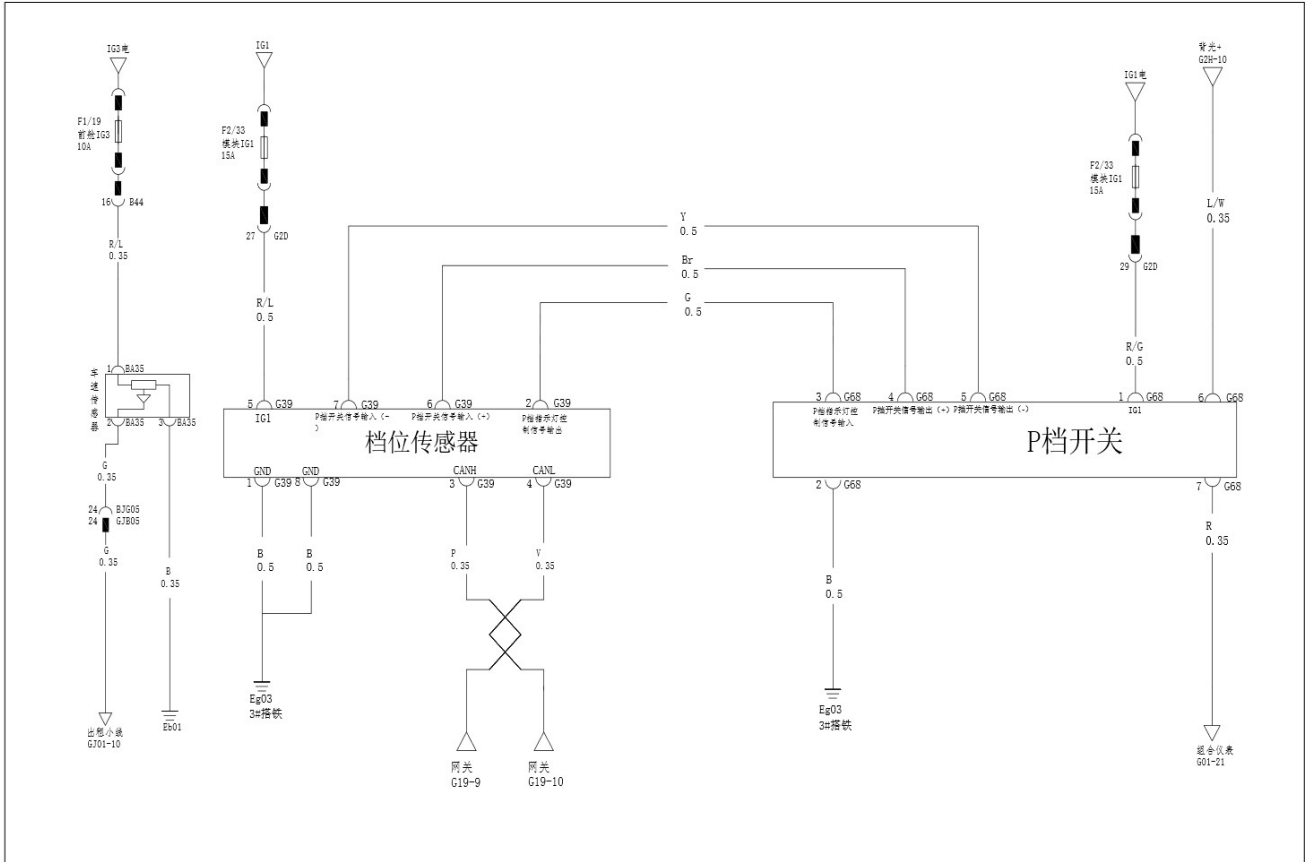 IG3电
F1/19
前舱IG3
10A
16
B44
R/L
0.35
车速传感器
1
BA35
2
BA35
3
BA35
G
0.35
24
BJG05
24
GJB05
G
0.35
B
0.35
GJ01-10
Eb01
IG1
F2/33
模块IG1
15A
27
G2D
R/L
0.5
Y
0.5
Br
0.5
G
0.5
5
G39
IG1
7
G39
P档开关信号输入(-
)
6
G39
P档开关信号输入(+)
2
G39
P档指示灯控
制信号输出
档位传感器
GND
1
G39
GND
8
G39
CANH
3
G39
CANL
4
G39
B
0.5
B
0.5
P
0.35
V
0.35
Eg03
3#搭铁
网关
G19-9
网关
G19-10
IG1电
F2/33
模块IG1
15A
29
G2D
R/G
0.5
背光+
G2H-10
L/W
0.35
3
G68
P档指示灯控
制信号输入
4
G68
P档开关信号输出(+)
5
G68
P档开关信号输出(-)
1
G68
IG1
6
G68
P档开关
2
G68
7
G68
B
0.5
R
0.35
Eg03
3#搭铁
组合仪表
G01-21